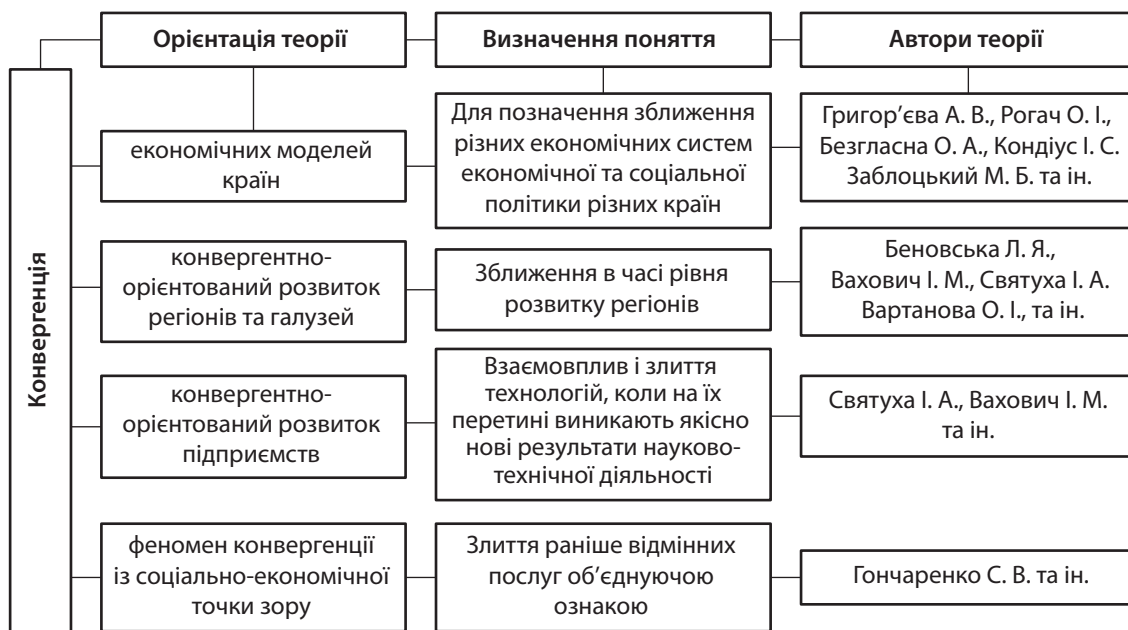 Орієнтація теорії
Визначення поняття
Автори теорії
Конвергенція
економічних моделей
країн
Для позначення зближення
різних економічних систем
економічної та соціальної
політики різних країн
Григор’єва А. В., Рогач О. І.,
Безгласна О. А., Кондіус І. С.
Заблоцький М. Б. та ін.
конвергентно-
орієнтований розвиток
регіонів та галузей
Зближення в часі рівня
розвитку регіонів
Беновська Л. Я.,
Вахович І. М., Святуха І. А.
Вартанова О. І., та ін.
конвергентно-
орієнтований розвиток
підприємств
Взаємовплив і злиття
технологій, коли на їх
перетині виникають якісно
нові результати науково-
технічної діяльності
Святуха І. А., Вахович І. М.
та ін.
феномен конвергенції
із соціально-економічної
точки зору
Злиття раніше відмінних
послуг об’єднуючою
ознакою
Гончаренко С. В. та ін.